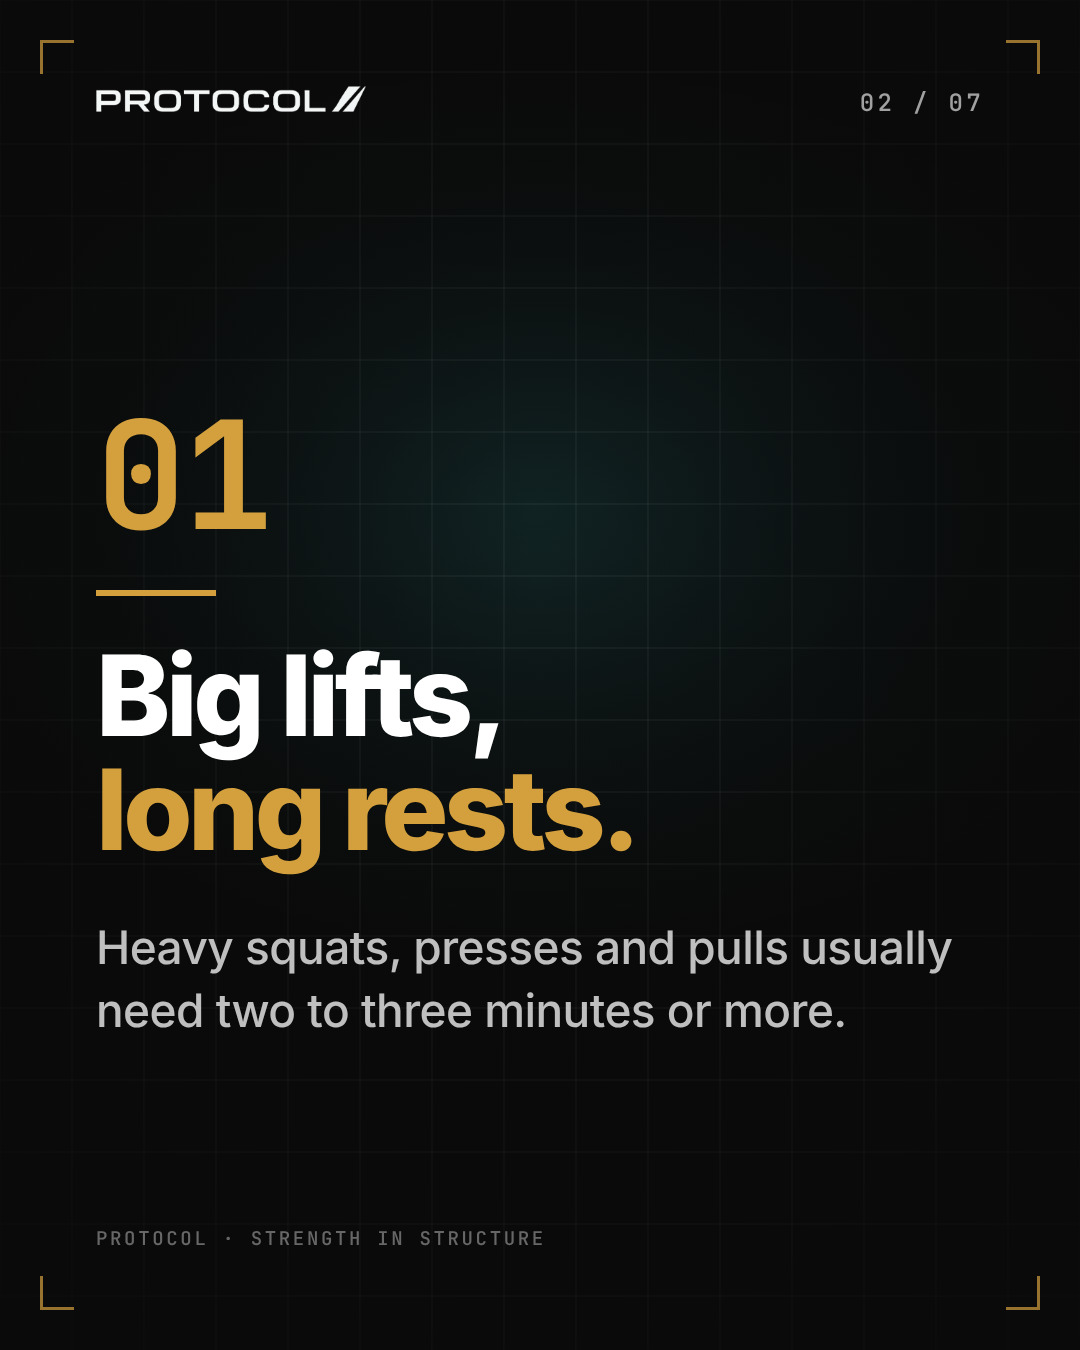 PROTOCOL
02 / 07
01
Big lifts,
long rests.
Heavy squats, presses and pulls usually
need two to three minutes or more.
PROTOCOL · STRENGTH IN STRUCTURE